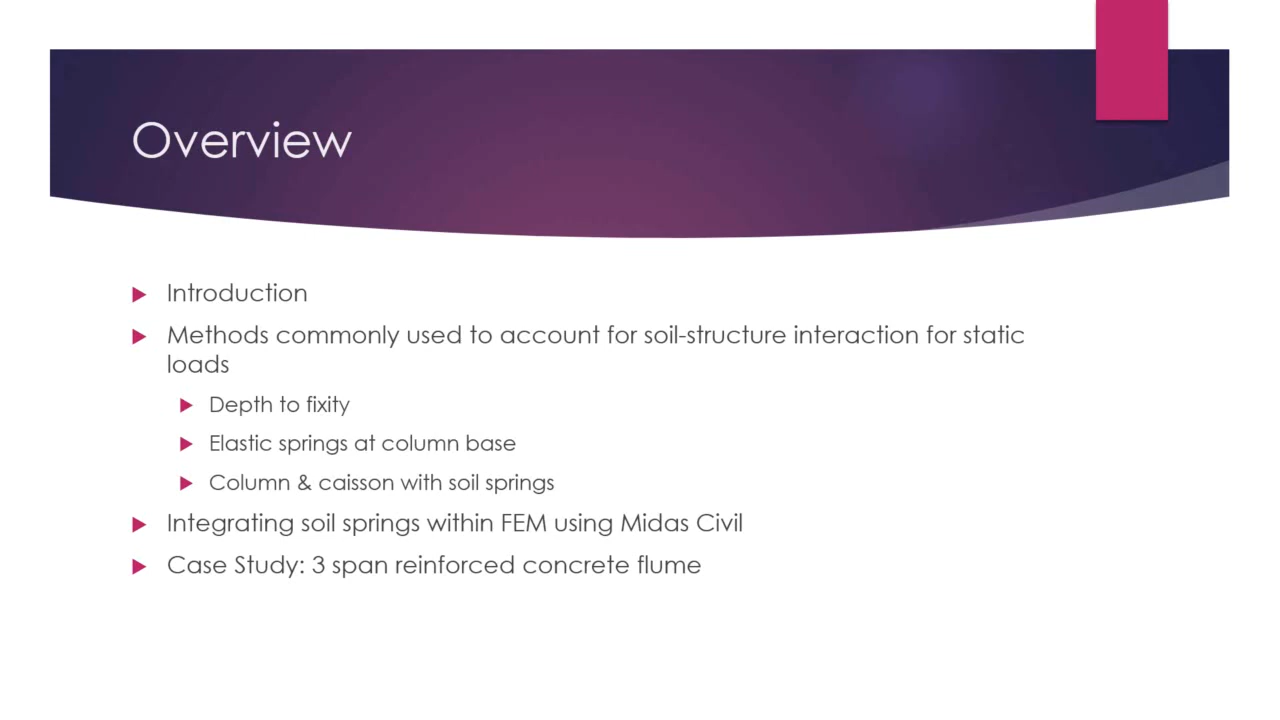 Overview
Introduction
Methods commonly used to account for soil-structure interaction for static
loads
Depth to fixity
Elastic springs at column base
Column & caisson with soil springs
Integrating soil springs within FEM using Midas Civil
Case Study: 3 span reinforced concrete flume